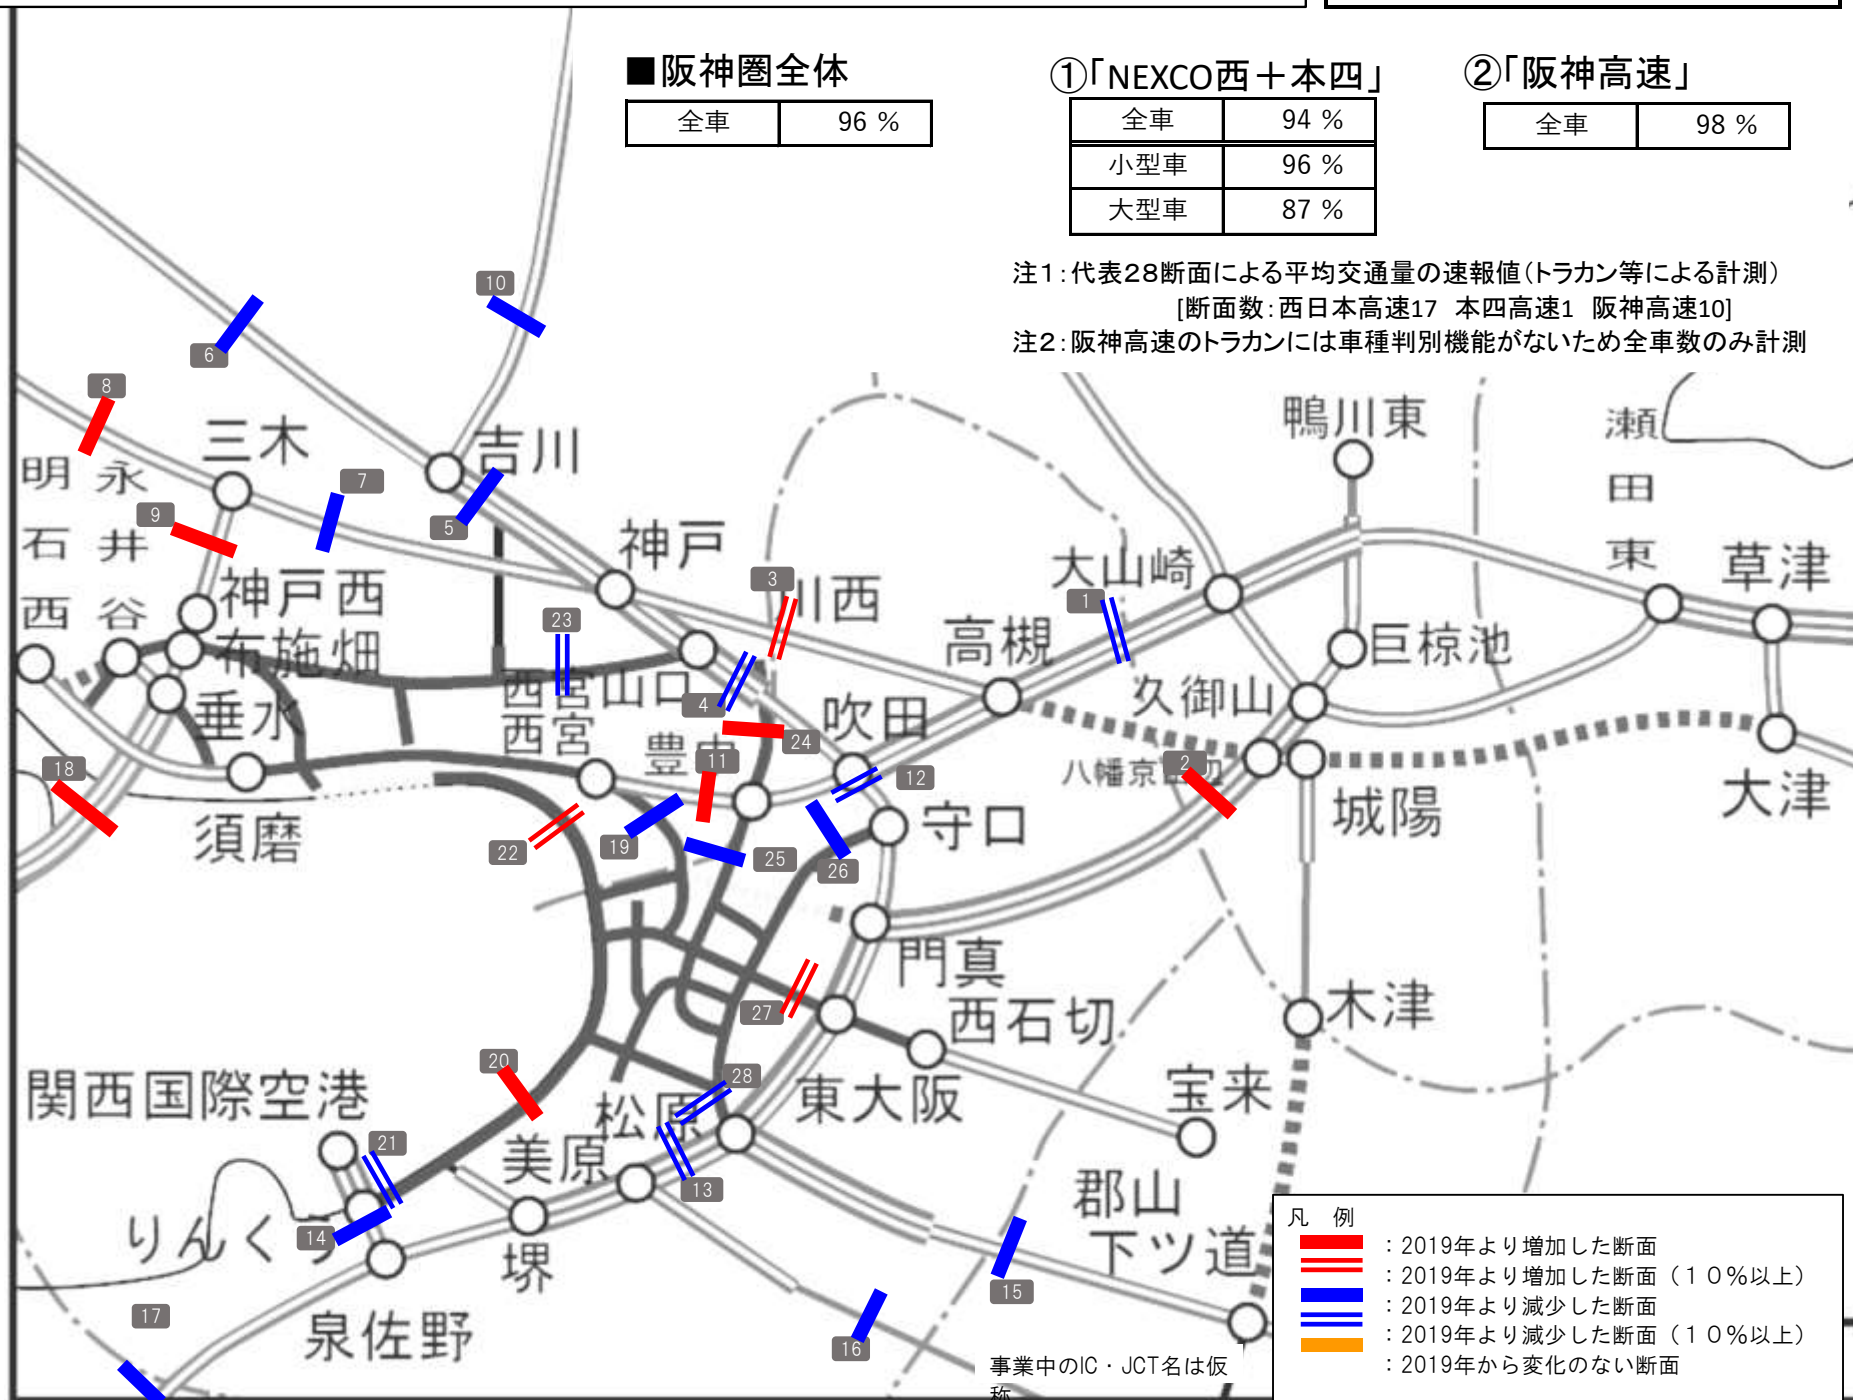 ■阪神圏全体
全車 96 %
①「NEXCO西＋本四」
全車 94 %
小型車 96 %
大型車 87 %
②「阪神高速」
全車 98 %
注1：代表28断面による平均交通量の速報値（トラカン等による計測）
[断面数：西日本高速17 本四高速1 阪神高速10]
注2：阪神高速のトラカンには車種判別機能がないため全車数のみ計測
10
6
8
三木
吉川
鴨川東
瀬田東
明石西
永井谷
7
9
5
神戸
大山崎
草津
神戸西
3
川西
1
布施畑
23
高槻
巨椋池
西宮山口
久御山
垂水
西宮
4
吹田
24
豊中
11
12
八幡京田辺
2
18
大津
須磨
城陽
守口
22
19
25
26
門真
27
西石切
木津
20
関西国際空港
28
松原
東大阪
宝来
21
美原
13
郡山
下ツ道
りんくう
14
堺
15
17
泉佐野
16
事業中のIC・JCT名は仮
称
凡 例
：2019年より増加した断面
：2019年より増加した断面（１０％以上）
：2019年より減少した断面
：2019年より減少した断面（１０％以上）
：2019年から変化のない断面